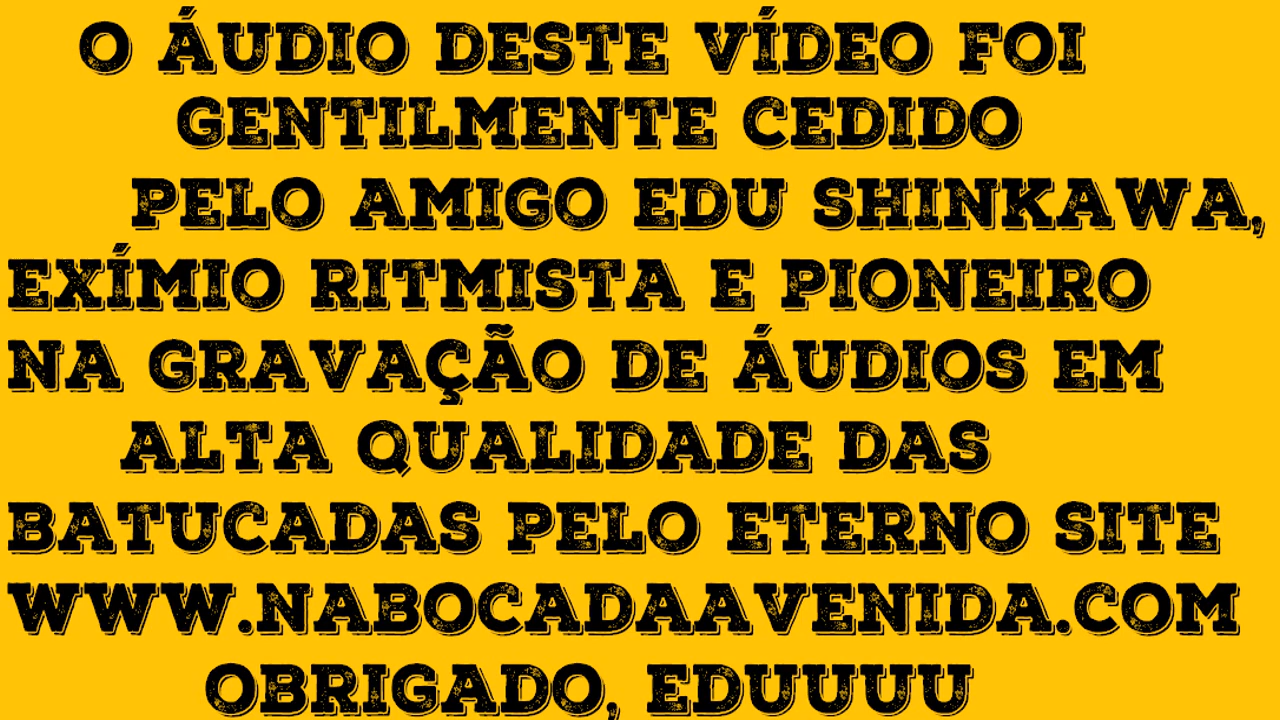 O ÁUDIO DESTE VÍDEO FOI
GENTILMENTE CEDIDO
PELO AMIGO EDU SHINKAWA,
EXÍMIO RITMISTA E PIONEIRO
NA GRAVAÇÃO DE ÁUDIOS EM
ALTA QUALIDADE DAS
BATUCADAS PELO ETERNO SITE
WWW.NABOCADAAVENIDA.COM
OBRIGADO, EDUUUUU